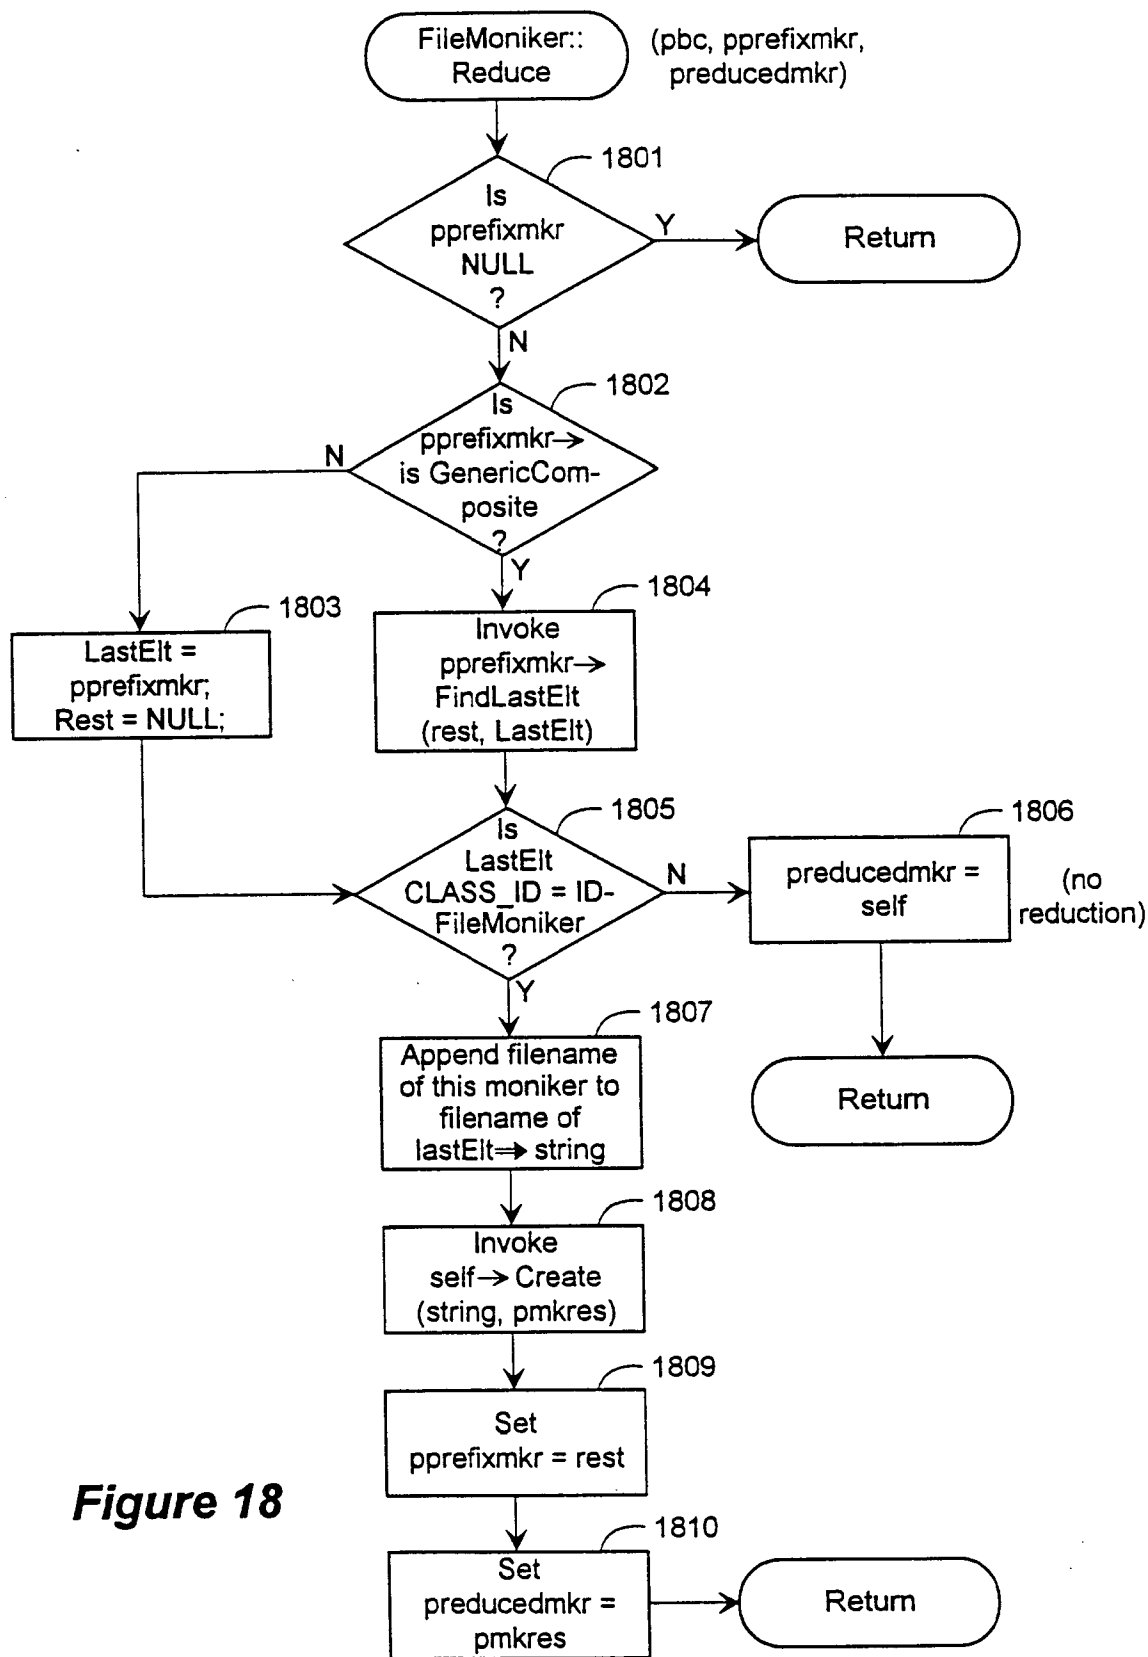 FileMoniker::
Reduce
(pbc, pprefixmkr,
preducedmkr)
1801
Is
pprefixmkr
NULL
?
Y
Return
N
1802
Is
pprefixmkr→
is GenericCom-
posite
?
N
Y
1803
LastElt =
pprefixmkr;
Rest = NULL;
1804
Invoke
pprefixmkr→
FindLastElt
(rest, LastElt)
1805
Is
LastElt
CLASS_ID = ID-
FileMoniker
?
N
Y
1806
preducedmkr =
self
(no
reduction)
Return
1807
Append filename
of this moniker to
filename of
lastElt⇒ string
1808
Invoke
self→ Create
(string, pmkres)
1809
Set
pprefixmkr = rest
1810
Set
preducedmkr =
pmkres
Return
Figure 18